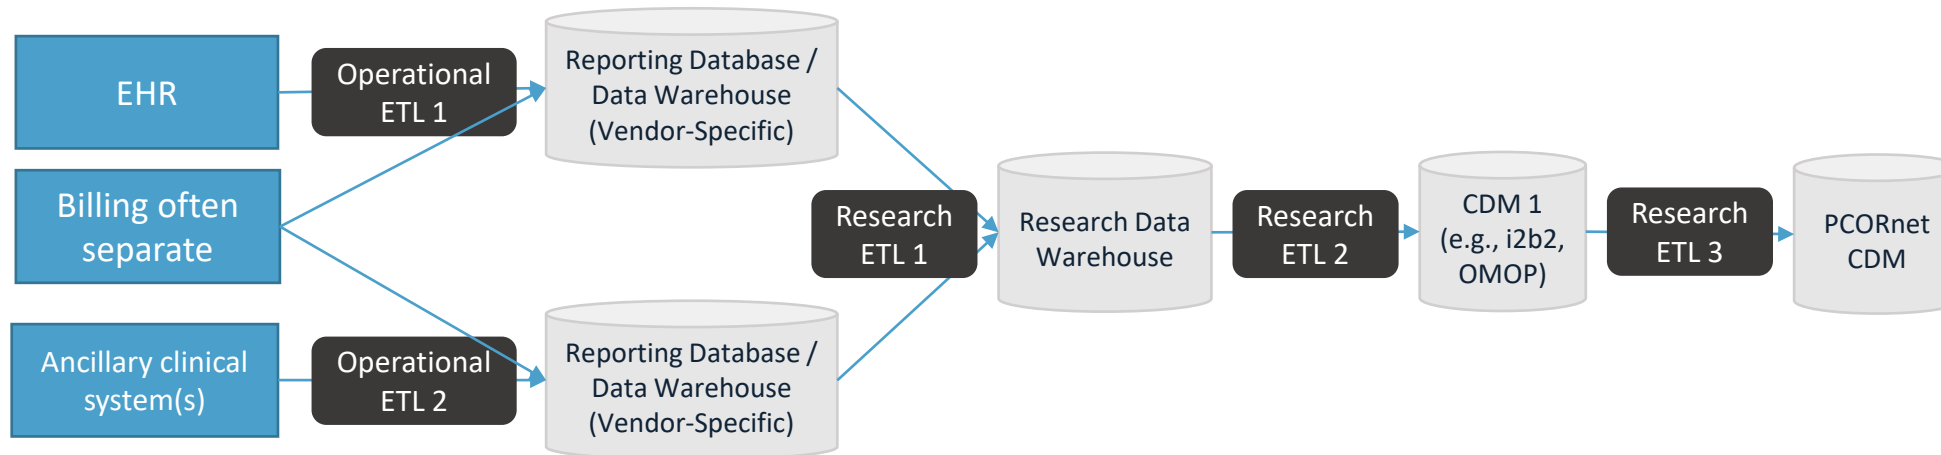 EHR
Operational
ETL 1
Reporting Database /
Data Warehouse
(Vendor-Specific)
Billing often
separate
Ancillary clinical
system(s)
Operational
ETL 2
Reporting Database /
Data Warehouse
(Vendor-Specific)
Research
ETL 1
Research Data
Warehouse
Research
ETL 2
CDM 1
(e.g., i2b2,
OMOP)
Research
ETL 3
PCORnet
CDM